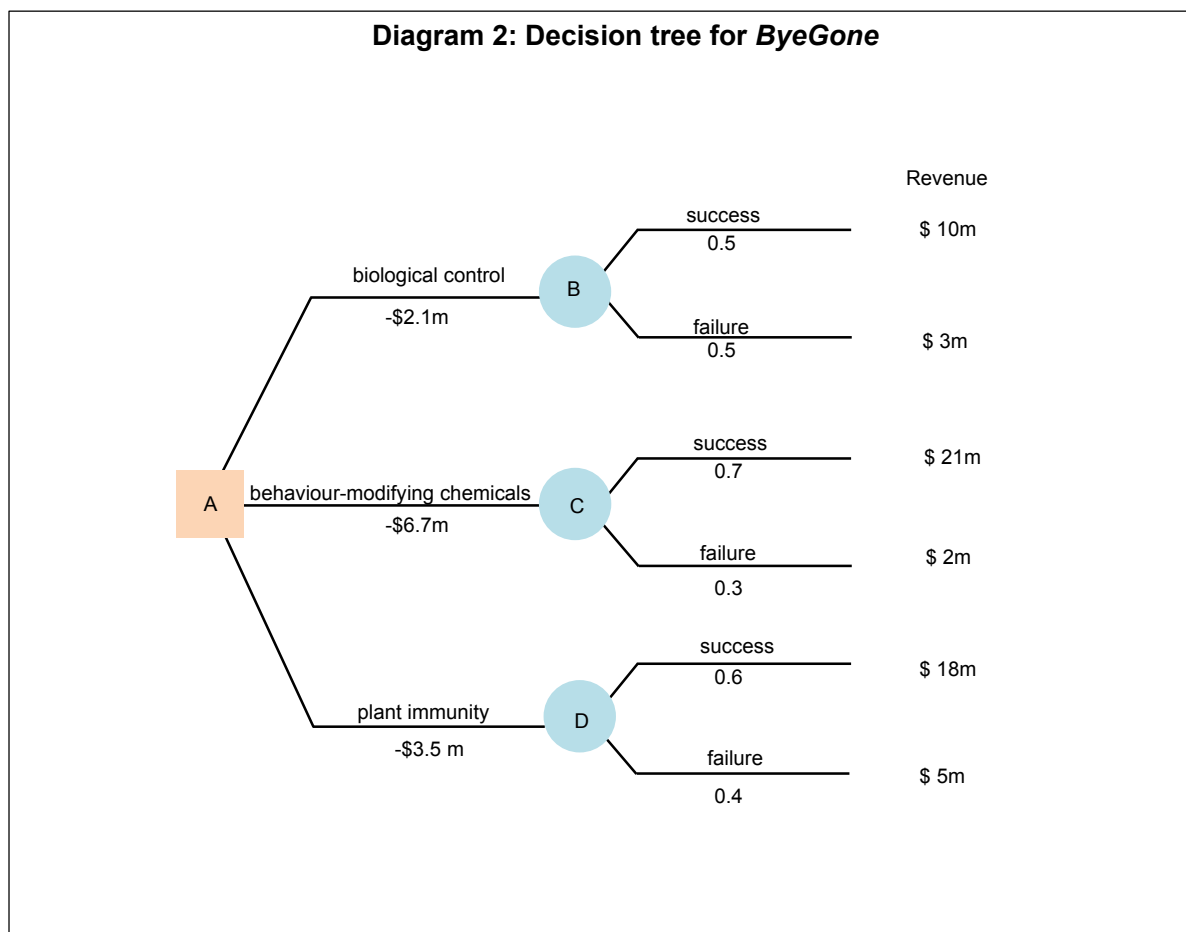 Diagram 2: Decision tree for ByeGone
Revenue
success
0.5
$ 10m
biological control
-$2.1m
B
failure
0.5
$ 3m
success
0.7
$ 21m
A
behaviour-modifying chemicals
-$6.7m
C
failure
0.3
$ 2m
success
0.6
$ 18m
plant immunity
-$3.5 m
D
failure
0.4
$ 5m